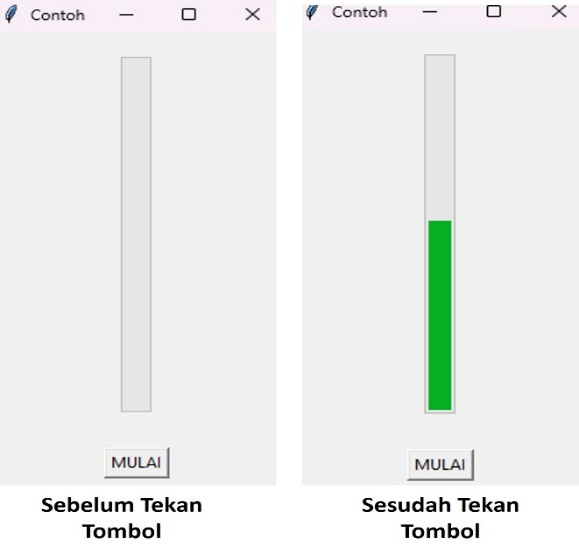 Contoh
MULAI
Sebelum Tekan
Tombol
Contoh
MULAI
Sesudah Tekan
Tombol